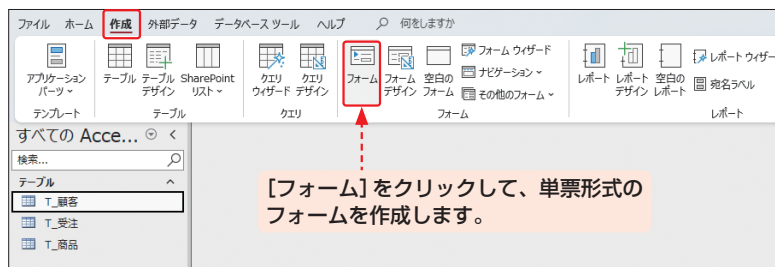 ファイル ホーム 作成 外部データ データベース ツール ヘルプ 何をしますか
アプリケーション
パーツ
テーブル テーブル
デザイン
SharePoint
リスト
クエリ
ウィザード
クエリ
デザイン
フォーム フォーム
デザイン
空白の
フォーム
フォーム ウィザード
ナビゲーション
その他のフォーム
レポート レポート
デザイン
空白の
レポート
レポート ウィザー
宛名ラベル
テンプレート テーブル クエリ フォーム レポート
すべての Acce...
検索...
テーブル
T_顧客
T_受注
T_商品
[フォーム]をクリックして、単票形式の
フォームを作成します。